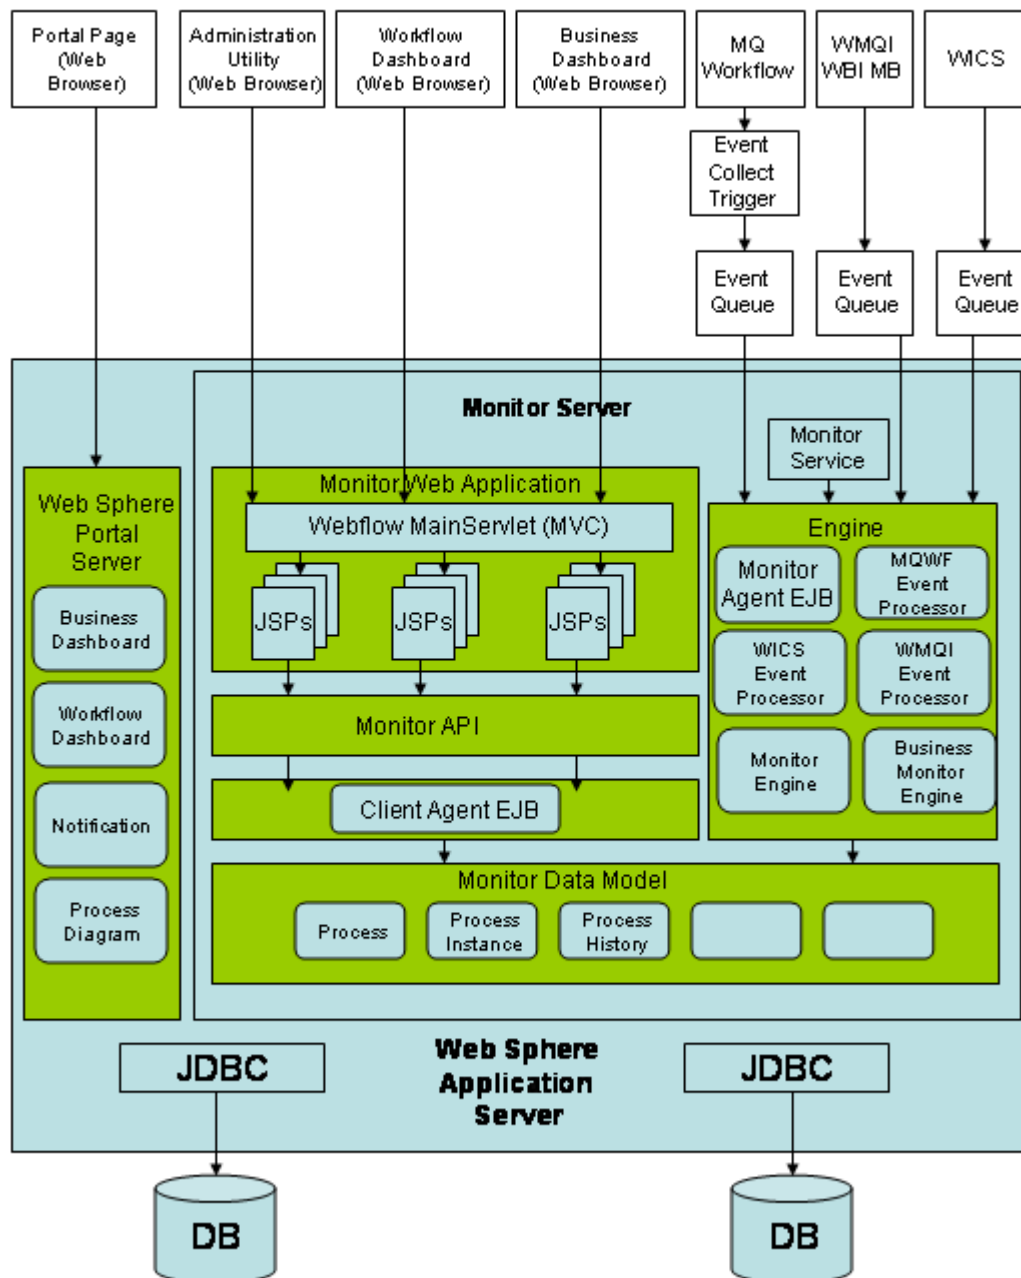 Portal Page
(Web
Browser)
Administration
Utility
(Web Browser)
Workflow
Dashboard
(Web Browser)
Business
Dashboard
(Web Browser)
MQ
Workflow
WMQI
WBI MB
WICS
Event
Collect
Trigger
Event
Queue
Event
Queue
Event
Queue
Monitor Server
Monitor
Service
Web Sphere
Portal
Server
Business
Dashboard
Workflow
Dashboard
Notification
Process
Diagram
Monitor Web Application
Webflow MainServlet (MVC)
JSPs
JSPs
JSPs
Monitor API
Client Agent EJB
Engine
Monitor
Agent EJB
MQWF
Event
Processor
WICS
Event
Processor
WMQI
Event
Processor
Monitor
Engine
Business
Monitor
Engine
Monitor Data Model
Process
Process
Instance
Process
History
JDBC
Web Sphere
Application
Server
JDBC
DB
DB